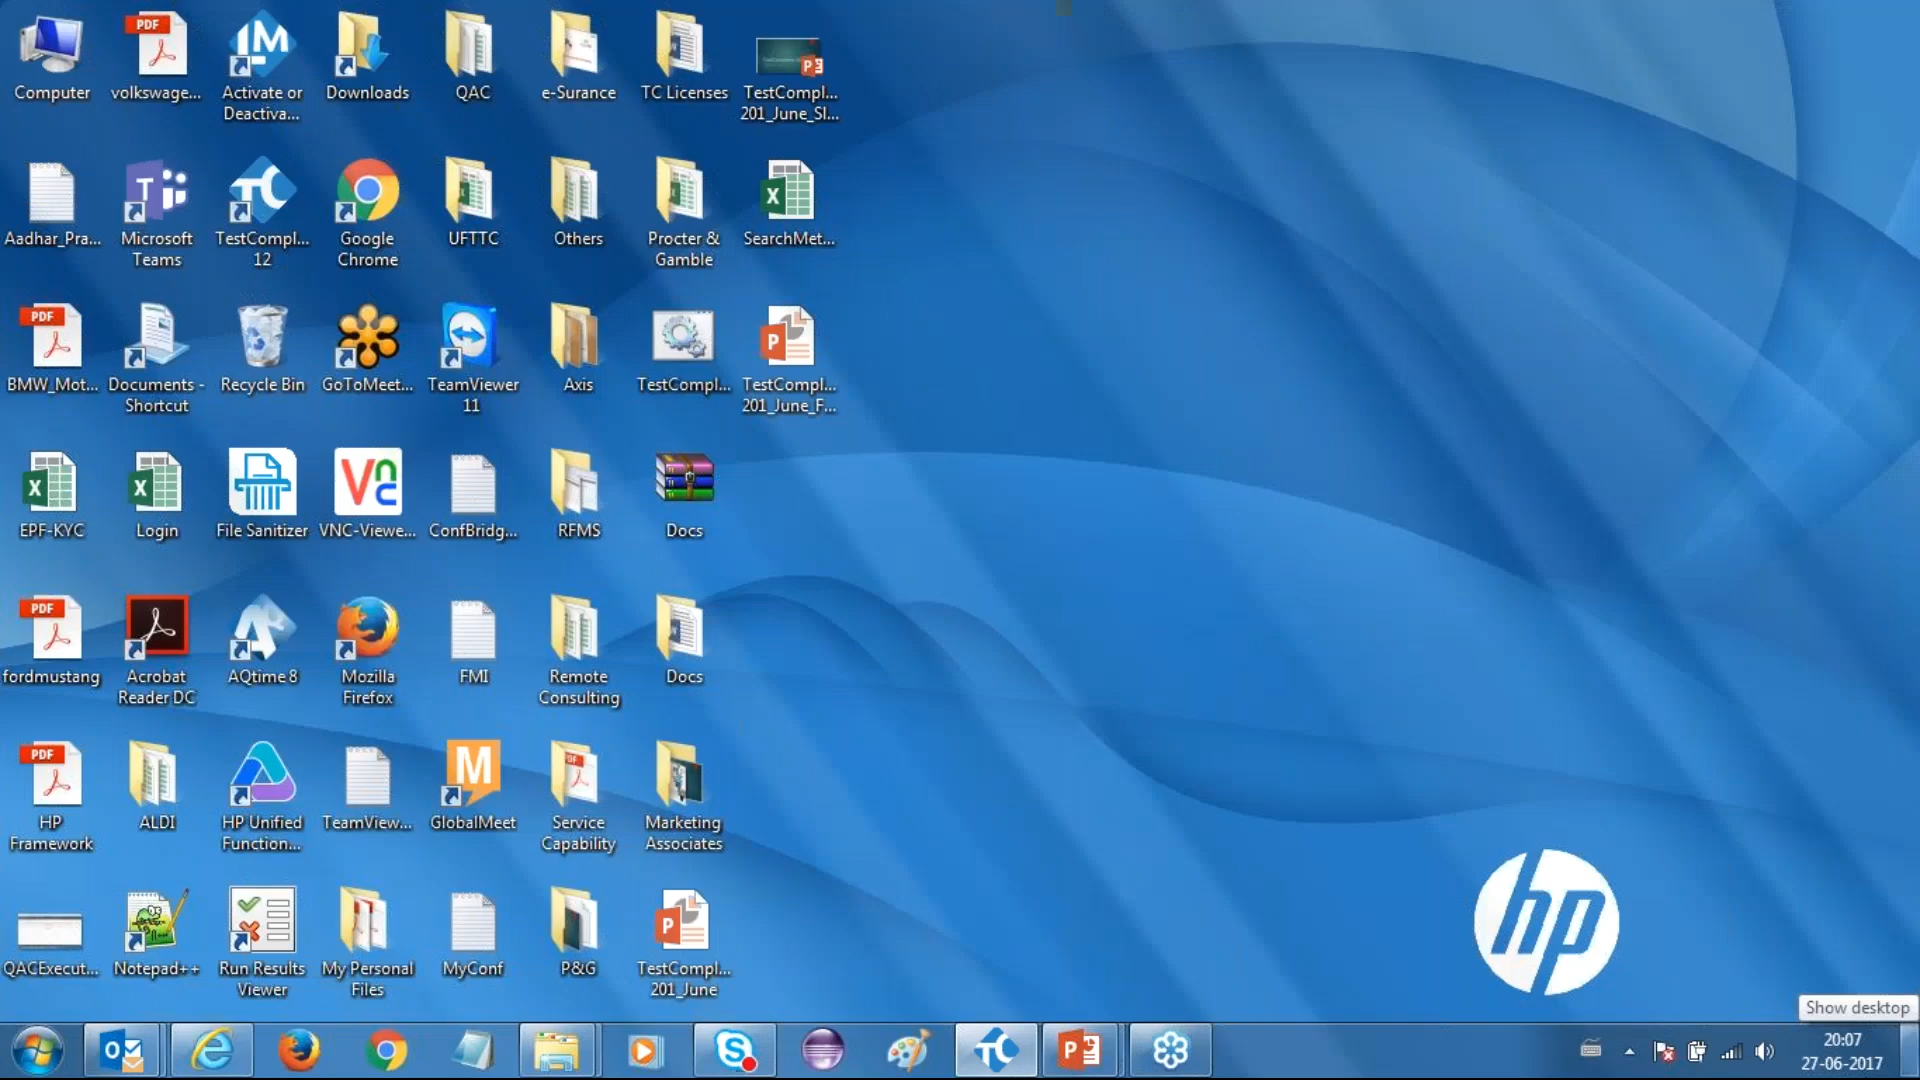 Computer
volkswage...
Activate or
Deactiva...
Downloads
QAC
e-Surance
TC Licenses
TestCompl...
201_June_Sl...
Aadhar_Pra...
Microsoft
Teams
TestCompl...
12
Google
Chrome
UFTTC
Others
Procter &
Gamble
SearchMet...
BMW_Mot...
Documents -
Shortcut
Recycle Bin
GoToMeet...
TeamViewer
11
Axis
TestCompl...
TestCompl...
201_June_F...
EPF-KYC
Login
File Sanitizer
VNC-Viewe...
ConfBridg...
RFMS
Docs
fordmustang
Acrobat
Reader DC
AQtime 8
Mozilla
Firefox
FMI
Remote
Consulting
Docs
HP
Framework
ALDI
HP Unified
Function...
TeamView...
GlobalMeet
Service
Capability
Marketing
Associates
QACExecut...
Notepad++
Run Results
Viewer
My Personal
Files
MyConf
P&G
TestCompl...
201_June
hp
Show desktop
20:07
27-06-2017